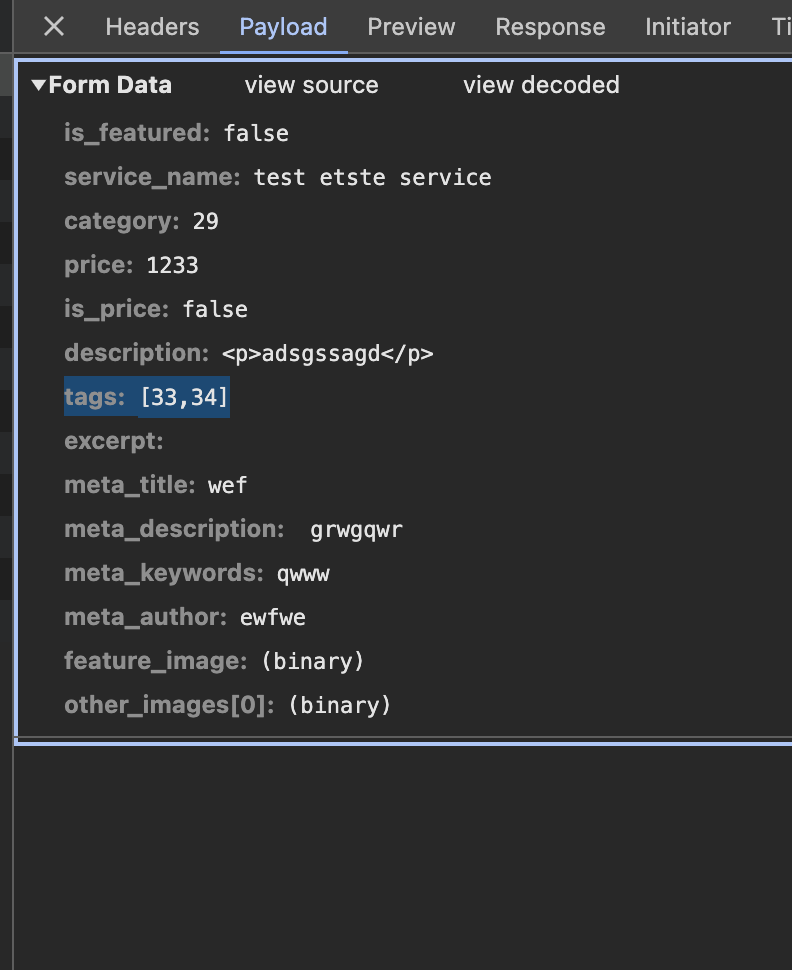 Headers Payload Preview Response Initiator
▼Form Data view source view decoded
is_featured: false
service_name: test etste service
category: 29
price: 1233
is_price: false
description: <p>adsgssagd</p>
tags: [33,34]
excerpt:
meta_title: wef
meta_description: grwgqwr
meta_keywords: qwww
meta_author: ewfwe
feature_image: (binary)
other_images[0]: (binary)